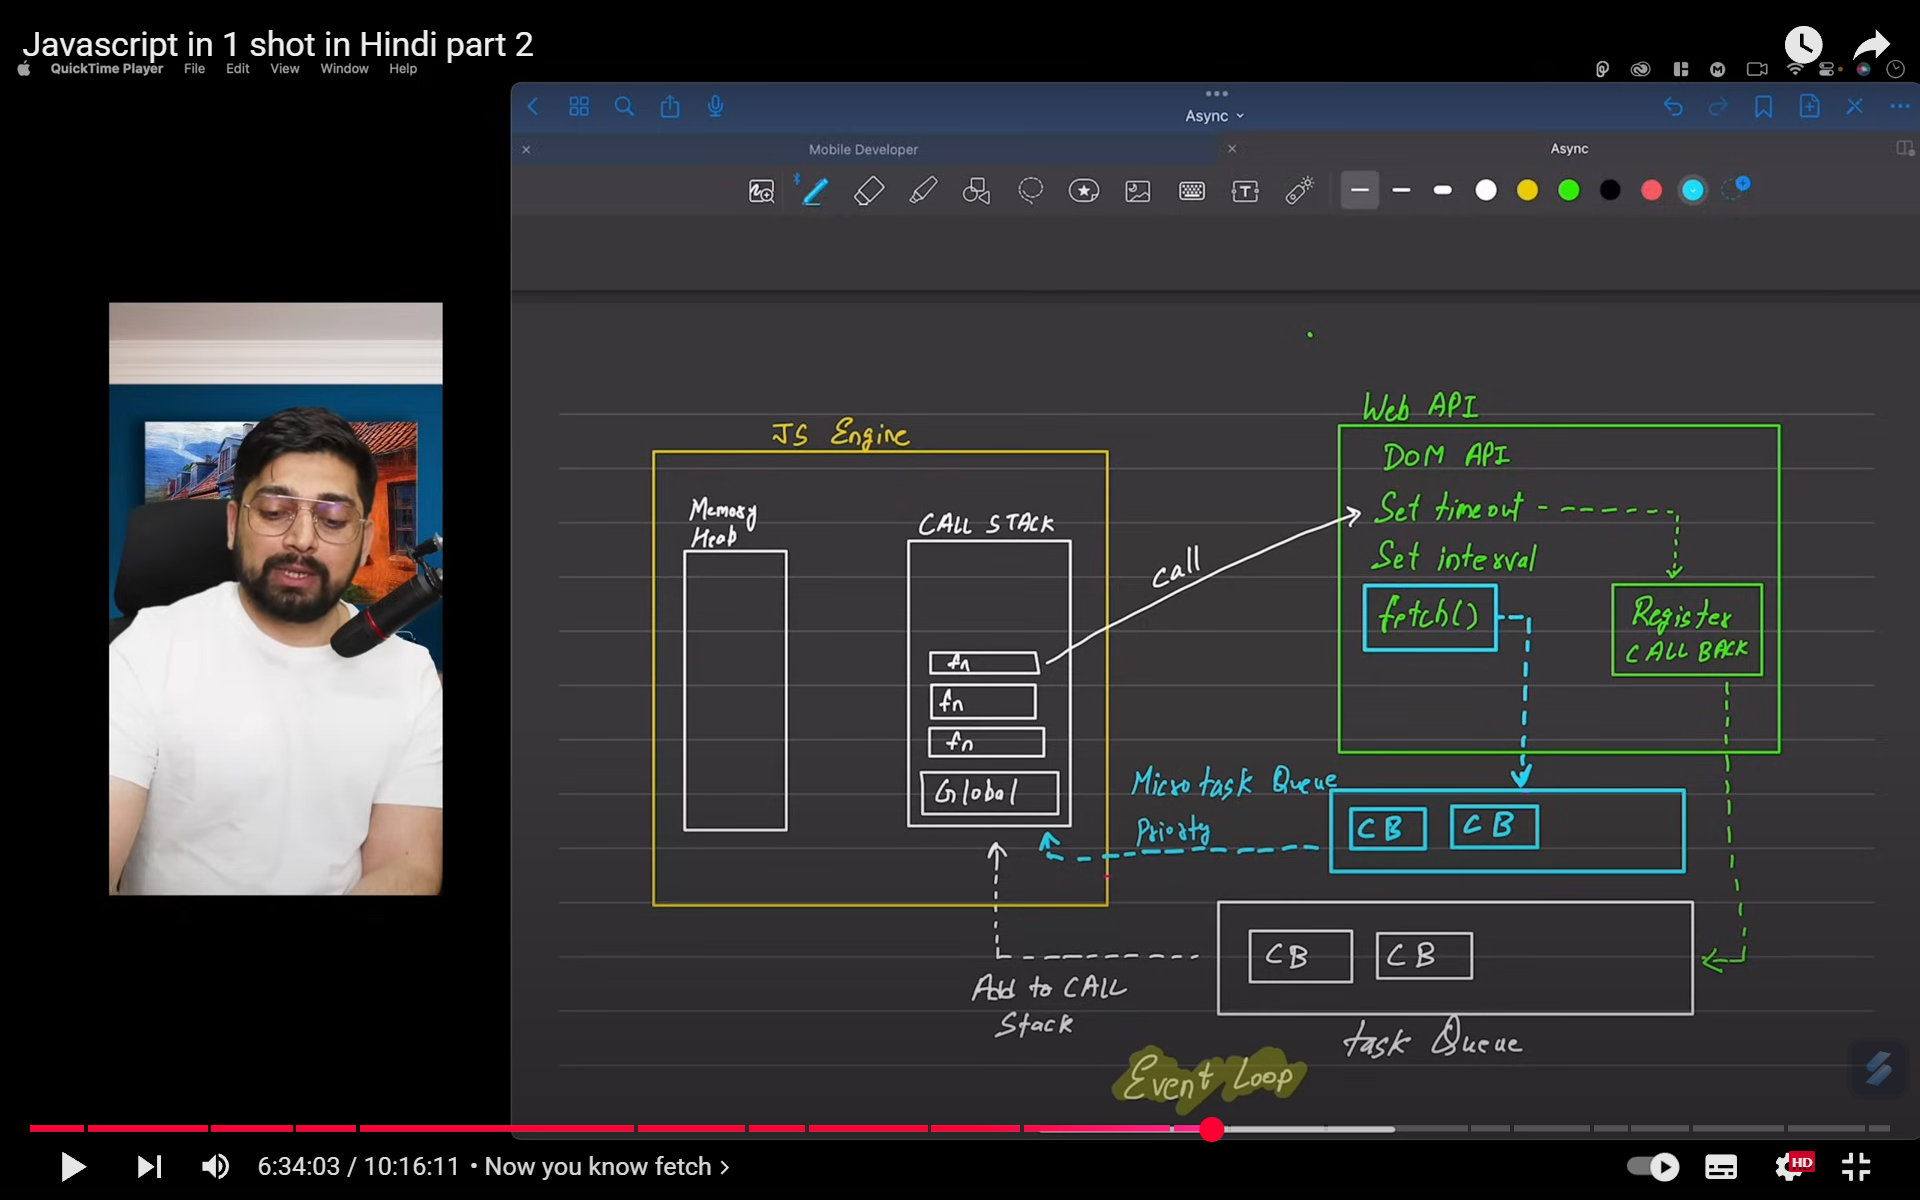 Javascript in 1 shot in Hindi part 2
QuickTime Player File Edit View Window Help
Async
Mobile Developer
Async
JS Engine
Memory
Heap
CALL STACK
fn
fn
fn
Global
call
Web API
DOM API
Set timeout
Set interval
fetch()
Register
CALL BACK
Micro task Queue
Priority
CB CB
CB CB
Add to CALL
Stack
task Queue
Event Loop
6:34:03 / 10:16:11 • Now you know fetch
HD